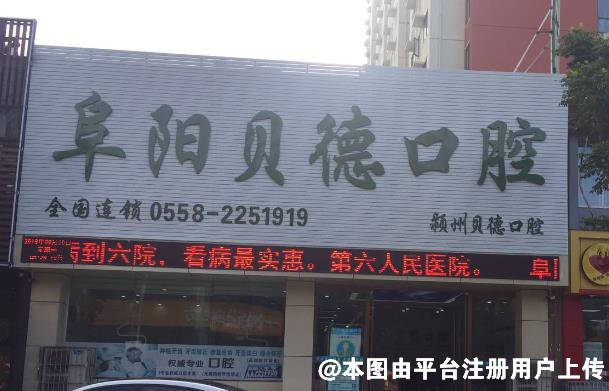 阜阳贝德口腔
全国连锁 0558-2251919
颍州贝德口腔
病到六院，看病最实惠。第六人民医院。 阜阳
权威专业口腔
@本图由平台注册用户上传